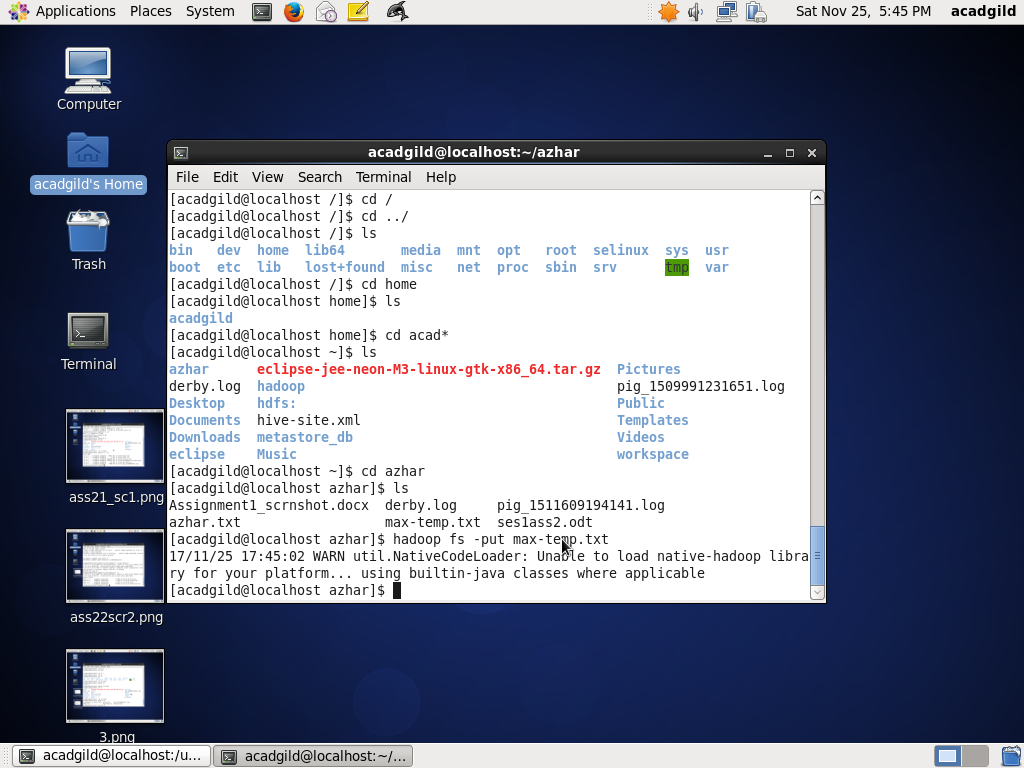 Applications Places System Sat Nov 25, 5:45 PM acadgild
Computer
acadgild's Home
Trash
Terminal
ass21_sc1.png
ass22scr2.png
3.png
acadgild@localhost:~/azhar
File Edit View Search Terminal Help
[acadgild@localhost /]$ cd /
[acadgild@localhost /]$ cd ../
[acadgild@localhost /]$ ls
bin dev home lib64 media mnt opt root selinux sys usr
boot etc lib lost+found misc net proc sbin srv tmp var
[acadgild@localhost /]$ cd home
[acadgild@localhost home]$ ls
acadgild
[acadgild@localhost home]$ cd acad*
[acadgild@localhost ~]$ ls
azhar eclipse-jee-neon-M3-linux-gtk-x86_64.tar.gz Pictures
derby.log hadoop pig_1509991231651.log
Desktop hdfs: Public
Documents hive-site.xml Templates
Downloads metastore_db Videos
eclipse Music workspace
[acadgild@localhost ~]$ cd azhar
[acadgild@localhost azhar]$ ls
Assignment1_scrnshot.docx derby.log pig_1511609194141.log
azhar.txt max-temp.txt ses1ass2.odt
[acadgild@localhost azhar]$ hadoop fs -put max-temp.txt
17/11/25 17:45:02 WARN util.NativeCodeLoader: Unable to load native-hadoop libra
ry for your platform... using builtin-java classes where applicable
[acadgild@localhost azhar]$
acadgild@localhost:/u... acadgild@localhost:~/...